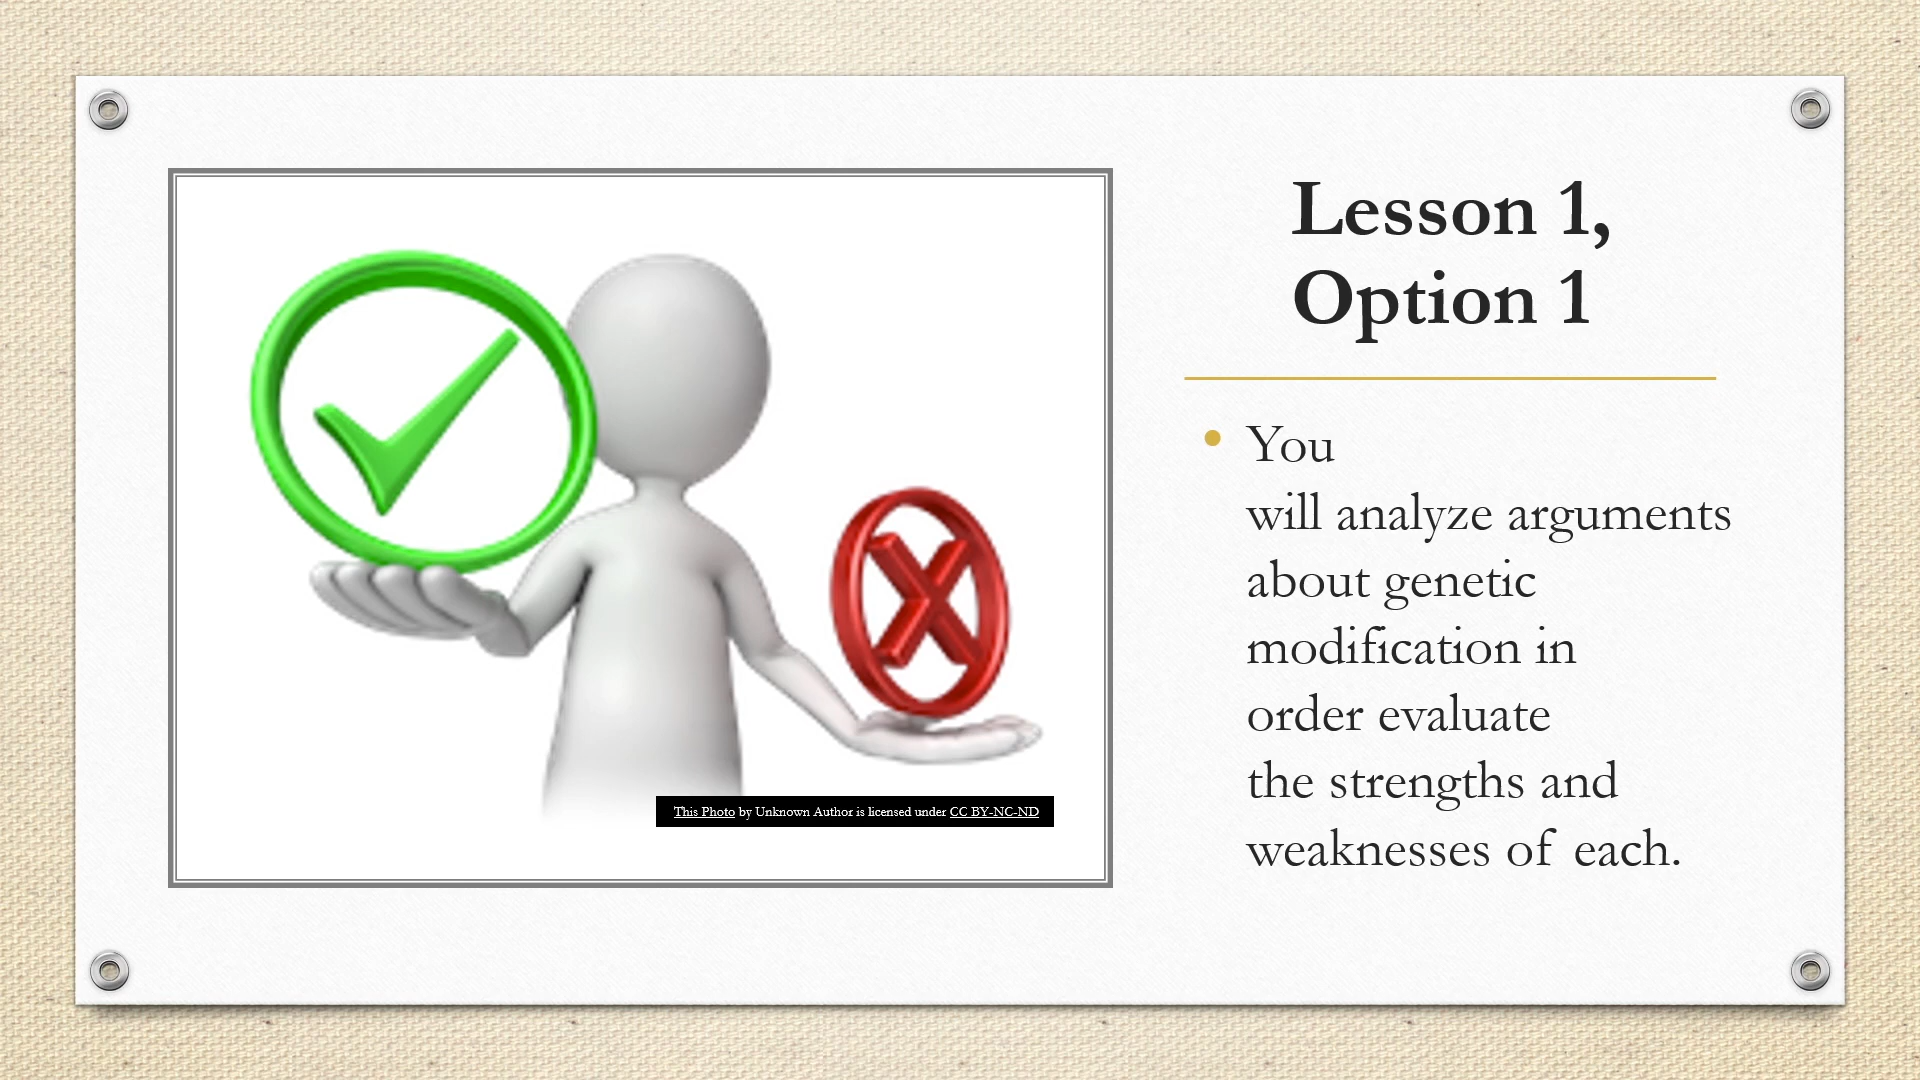 Lesson 1,
Option 1
You
will analyze arguments
about genetic
modification in
order evaluate
the strengths and
weaknesses of each.
This Photo by Unknown Author is licensed under CC BY-NC-ND